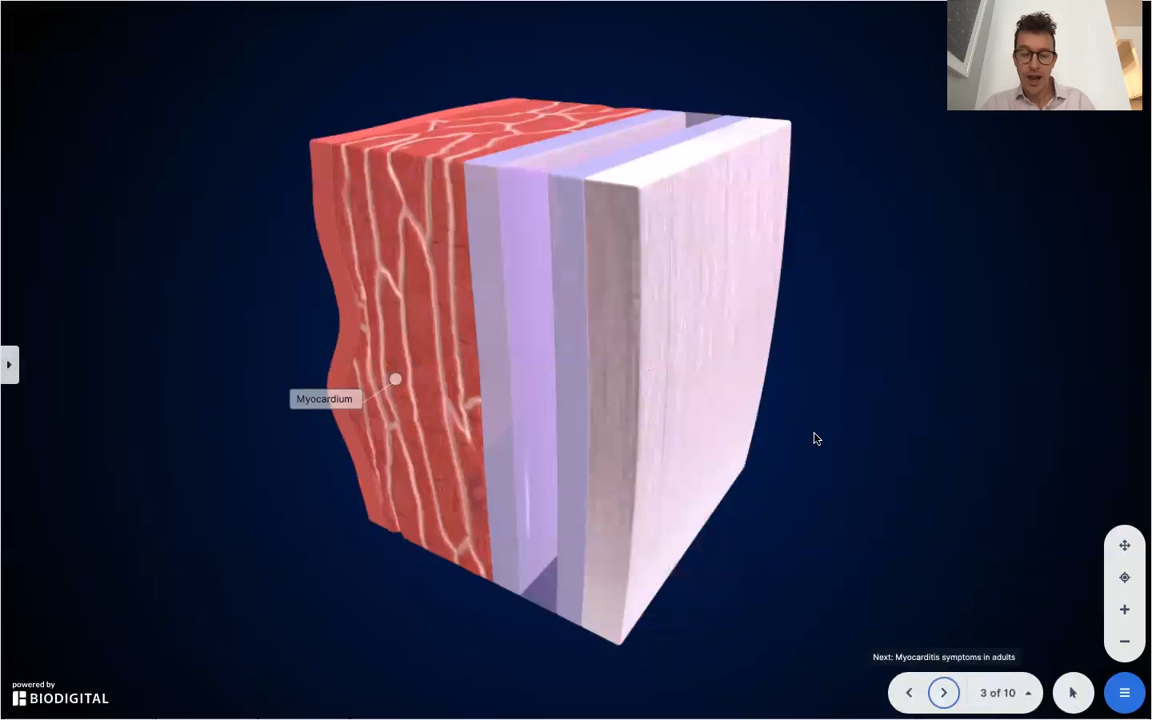 Myocardium
Next: Myocarditis symptoms in adults
powered by
BIODIGITAL
3 of 10